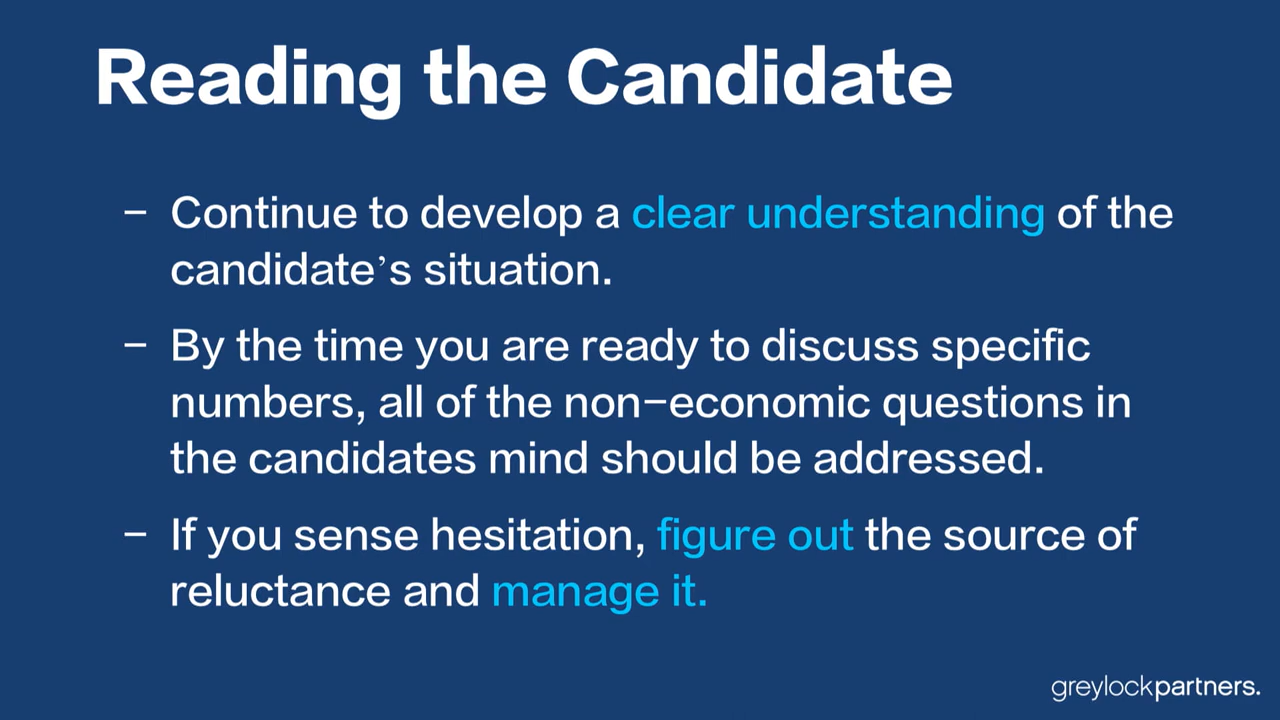 Reading the Candidate
– Continue to develop a clear understanding of the
candidate’s situation.
– By the time you are ready to discuss specific
numbers, all of the non–economic questions in
the candidates mind should be addressed.
– If you sense hesitation, figure out the source of
reluctance and manage it.
greylockpartners.